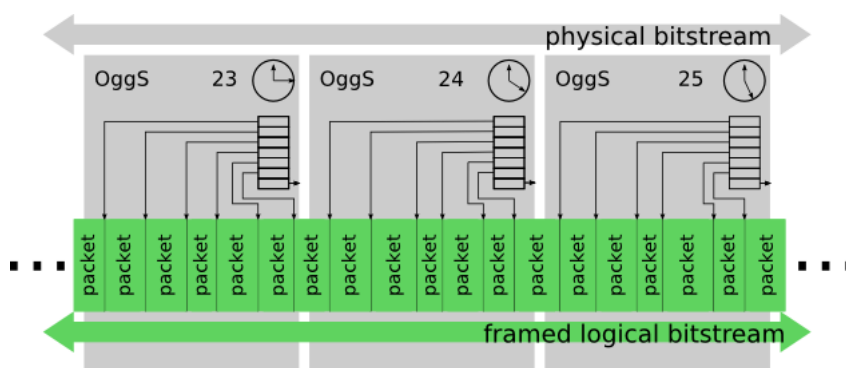 physical bitstream
OggS 23 OggS 24 OggS 25
packet packet packet packet packet packet packet packet packet packet packet packet packet packet packet packet packet packet packet
framed logical bitstream